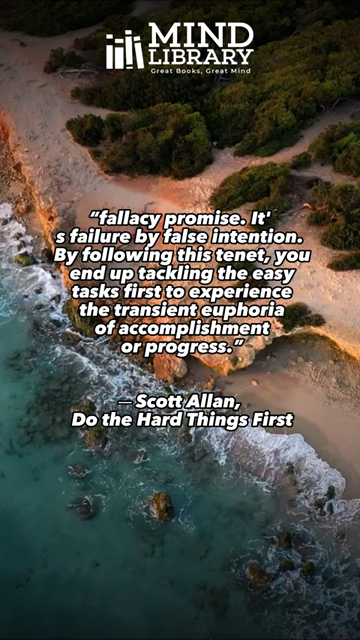 MIND
LIBRARY
Great Books, Great Mind
“fallacy promise. It'
s failure by false intention.
By following this tenet, you
end up tackling the easy
tasks first to experience
the transient euphoria
of accomplishment
or progress.”
— Scott Allan,
Do the Hard Things First